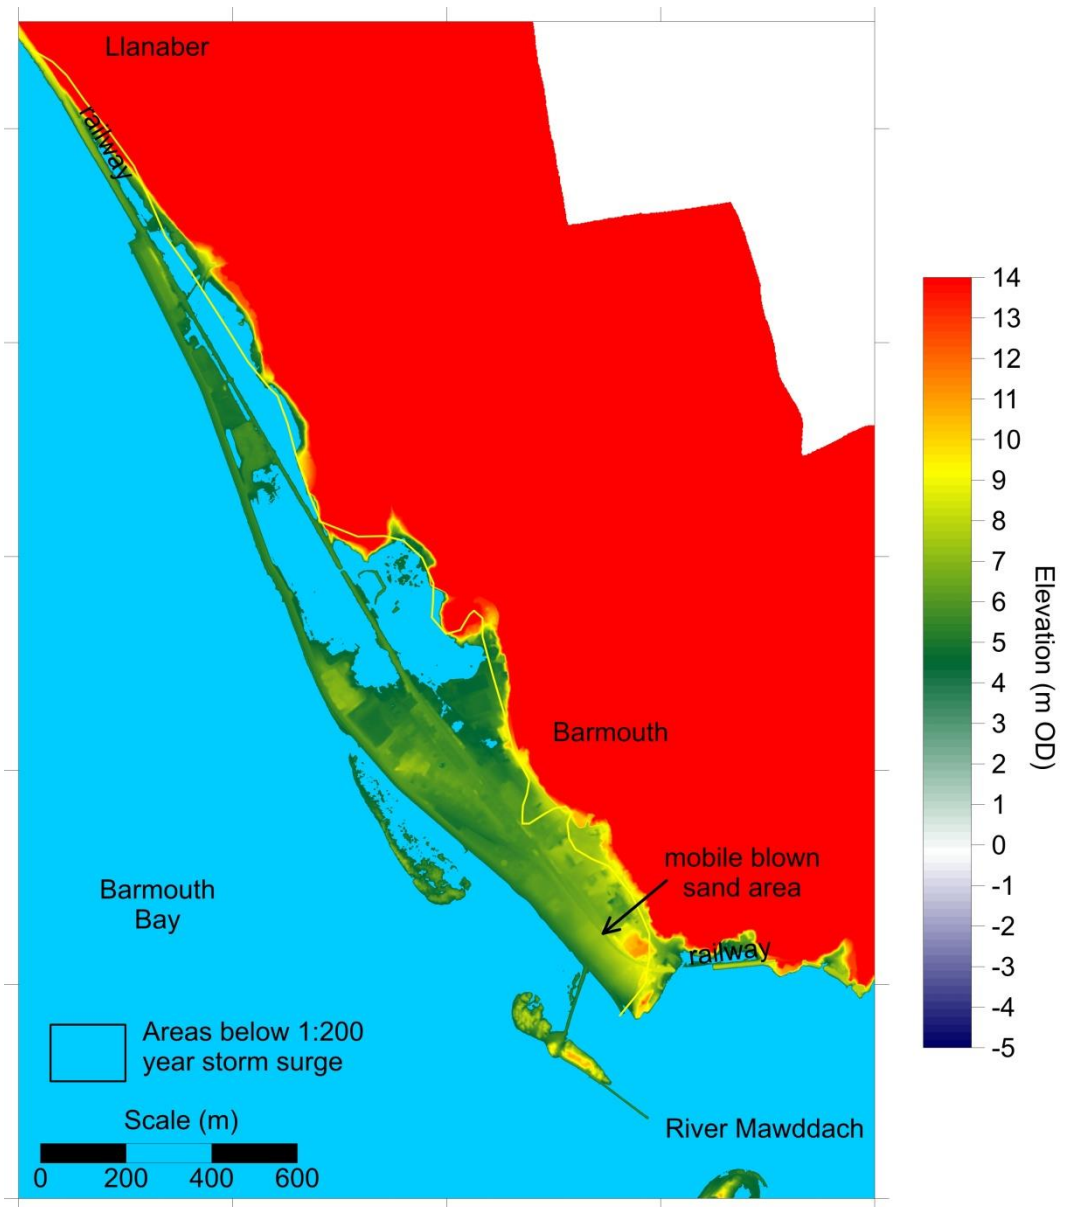 Llanaber
railway
Barmouth
mobile blown
sand area
Barmouth
Bay
railway
Areas below 1:200
year storm surge
Scale (m)
0 200 400 600
River Mawddach
14
13
12
11
10
9
8
7
6
5
4
3
2
1
0
-1
-2
-3
-4
-5
Elevation (m OD)